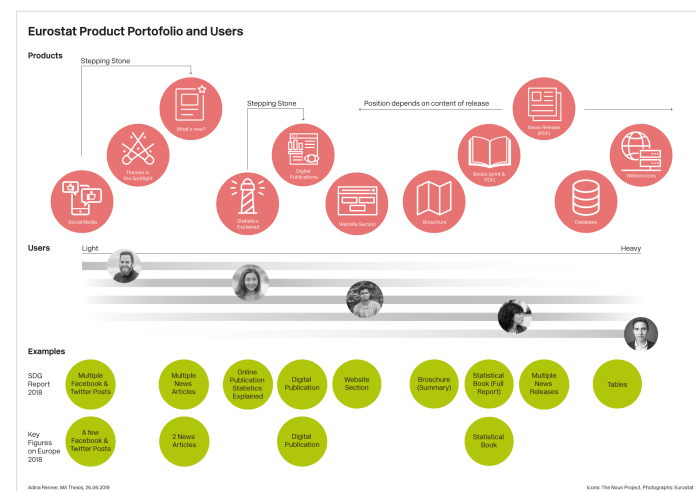 Eurostat Product Portofolio and Users
Products
Stepping Stone
What's new?
Themes in
the Spotlight
Social Media
Stepping Stone
Digital
Publications
Statistics
Explained
Website Section
Position depends on content of release
News Release
(PDF)
Books (print &
PDF)
Broschure
Webservices
Database
Users
Light
Heavy
Examples
SDG
Report
2018
Multiple
Facebook &
Twitter Posts
Multiple
News
Articles
Online
Publication
Statistics
Explained
Digital
Publication
Website
Section
Broschure
(Summary)
Statistical
Book (Full
Report)
Multiple
News
Releases
Tables
Key
Figures
on Europe
2018
A few
Facebook &
Twitter Posts
2 News
Articles
Digital
Publication
Statistical
Book
Adina Renner, MA Thesis, 26.06.2019
Icons: The Noun Project, Photographs: Eurostat